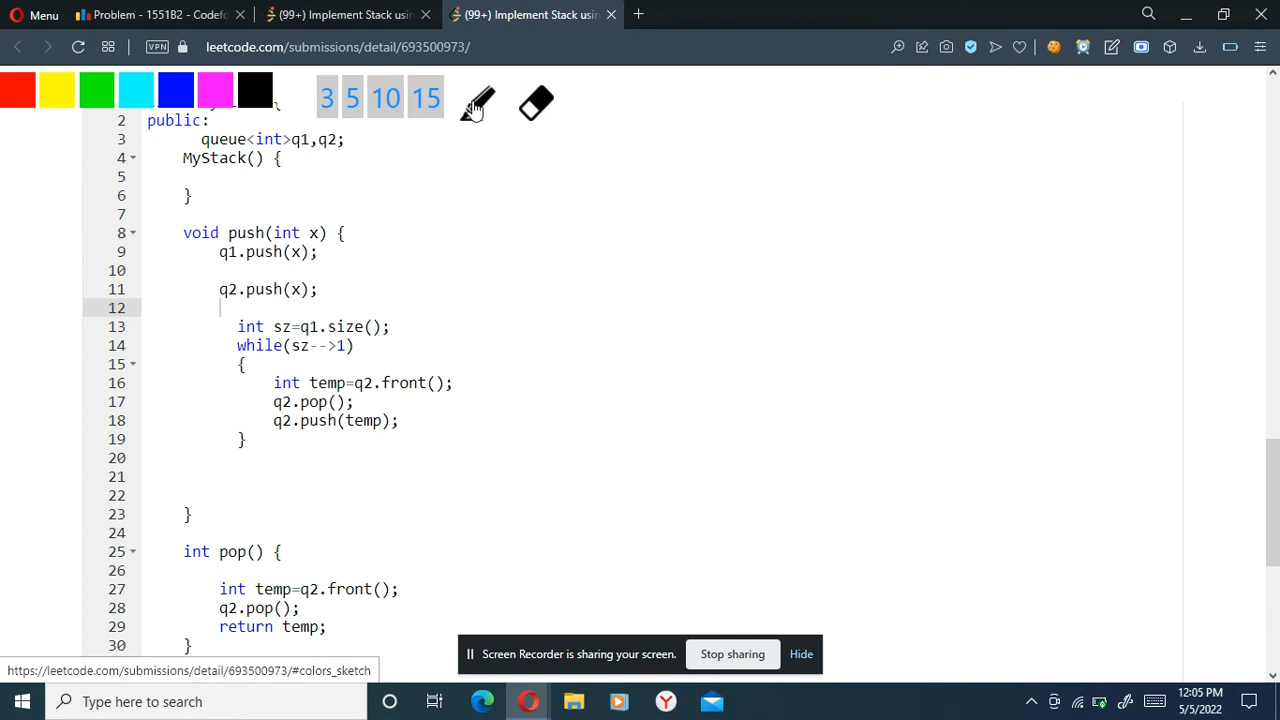 Menu
Problem - 1551B2 - Codef
(99+) Implement Stack usin
(99+) Implement Stack usin
VPN
leetcode.com/submissions/detail/693500973/
3 5 10 15
2 public:
3 queue<int>q1,q2;
4 MyStack() {
5
6 }
7
8 void push(int x) {
9 q1.push(x);
10
11 q2.push(x);
12
13 int sz=q1.size();
14 while(sz-->1)
15 {
16 int temp=q2.front();
17 q2.pop();
18 q2.push(temp);
19 }
20
21
22
23 }
24
25 int pop() {
26
27 int temp=q2.front();
28 q2.pop();
29 return temp;
30 }
Screen Recorder is sharing your screen. Stop sharing Hide
https://leetcode.com/submissions/detail/693500973/#colors_sketch
Type here to search
12:05 PM
5/5/2022